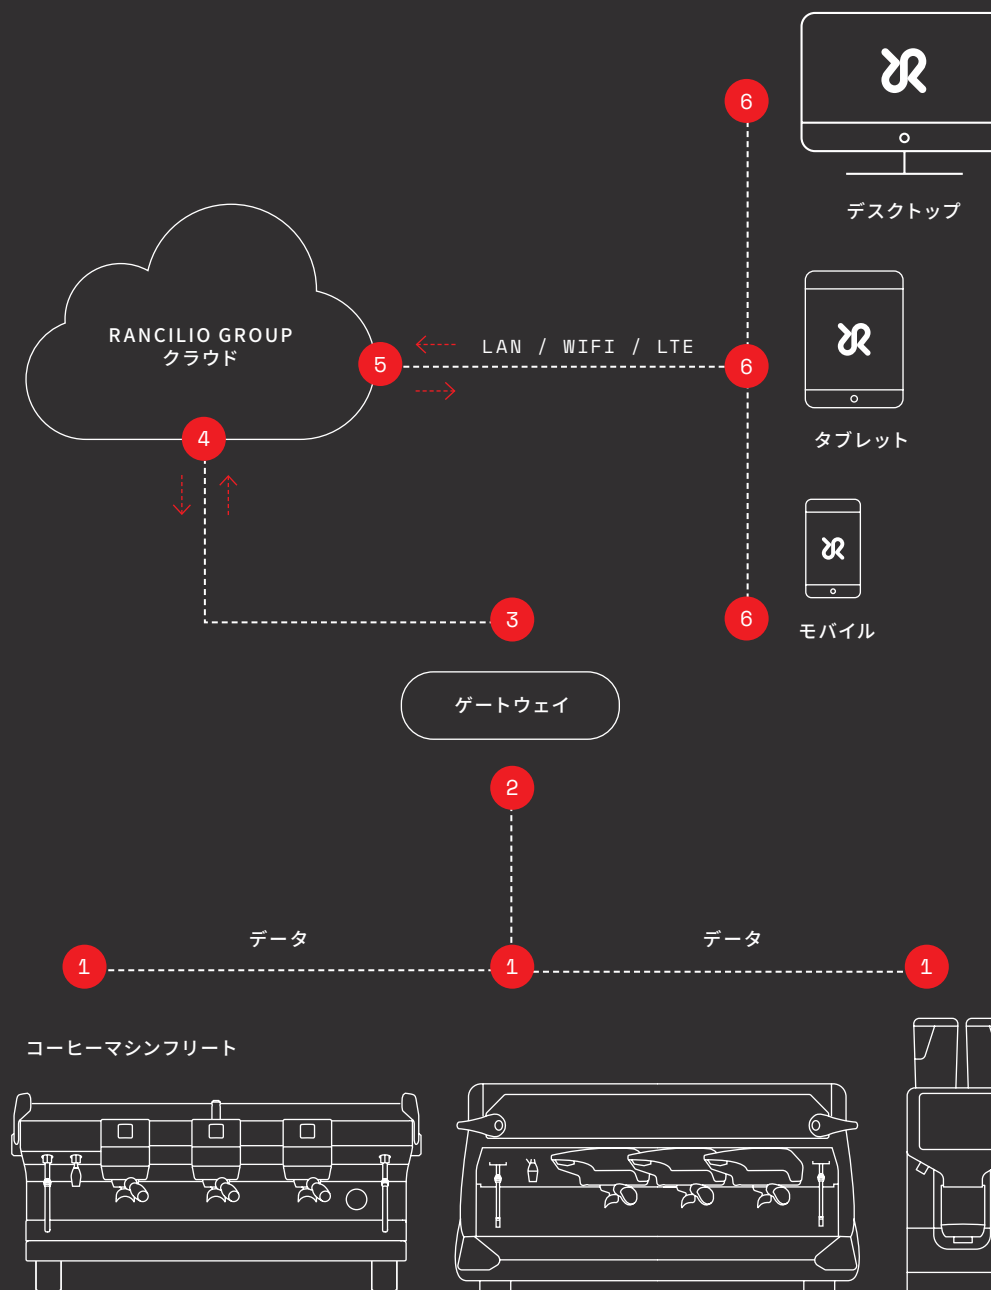 6
デスクトップ
RANCILIO GROUP
クラウド
5
LAN / WIFI / LTE
6
4
タブレット
3
6
モバイル
ゲートウェイ
2
データ
データ
1
1
1
コーヒーマシンフリート